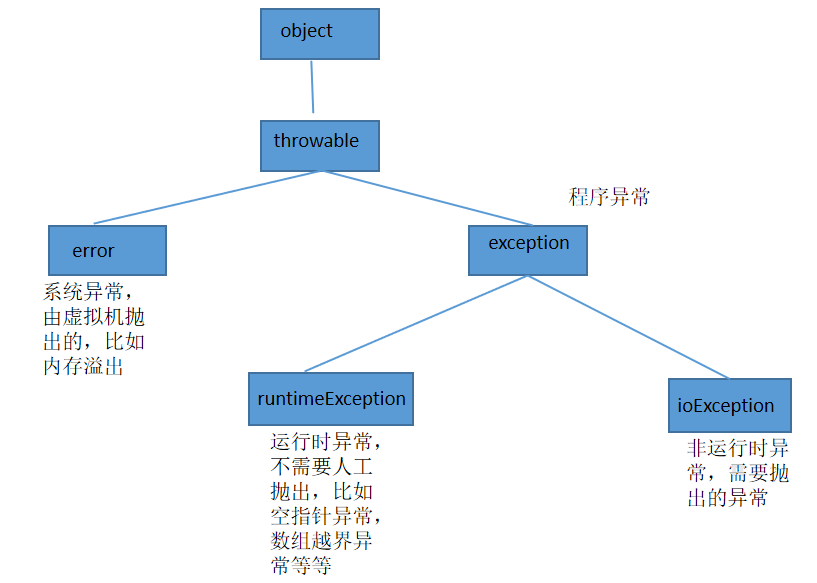 object
throwable
程序异常
error
exception
系统异常，
由虚拟机抛
出的，比如
内存溢出
runtimeException
ioException
运行时异常，
不需要人工
抛出，比如
空指针异常，
数组越界异
常等等
非运行时异
常，需要抛
出的异常